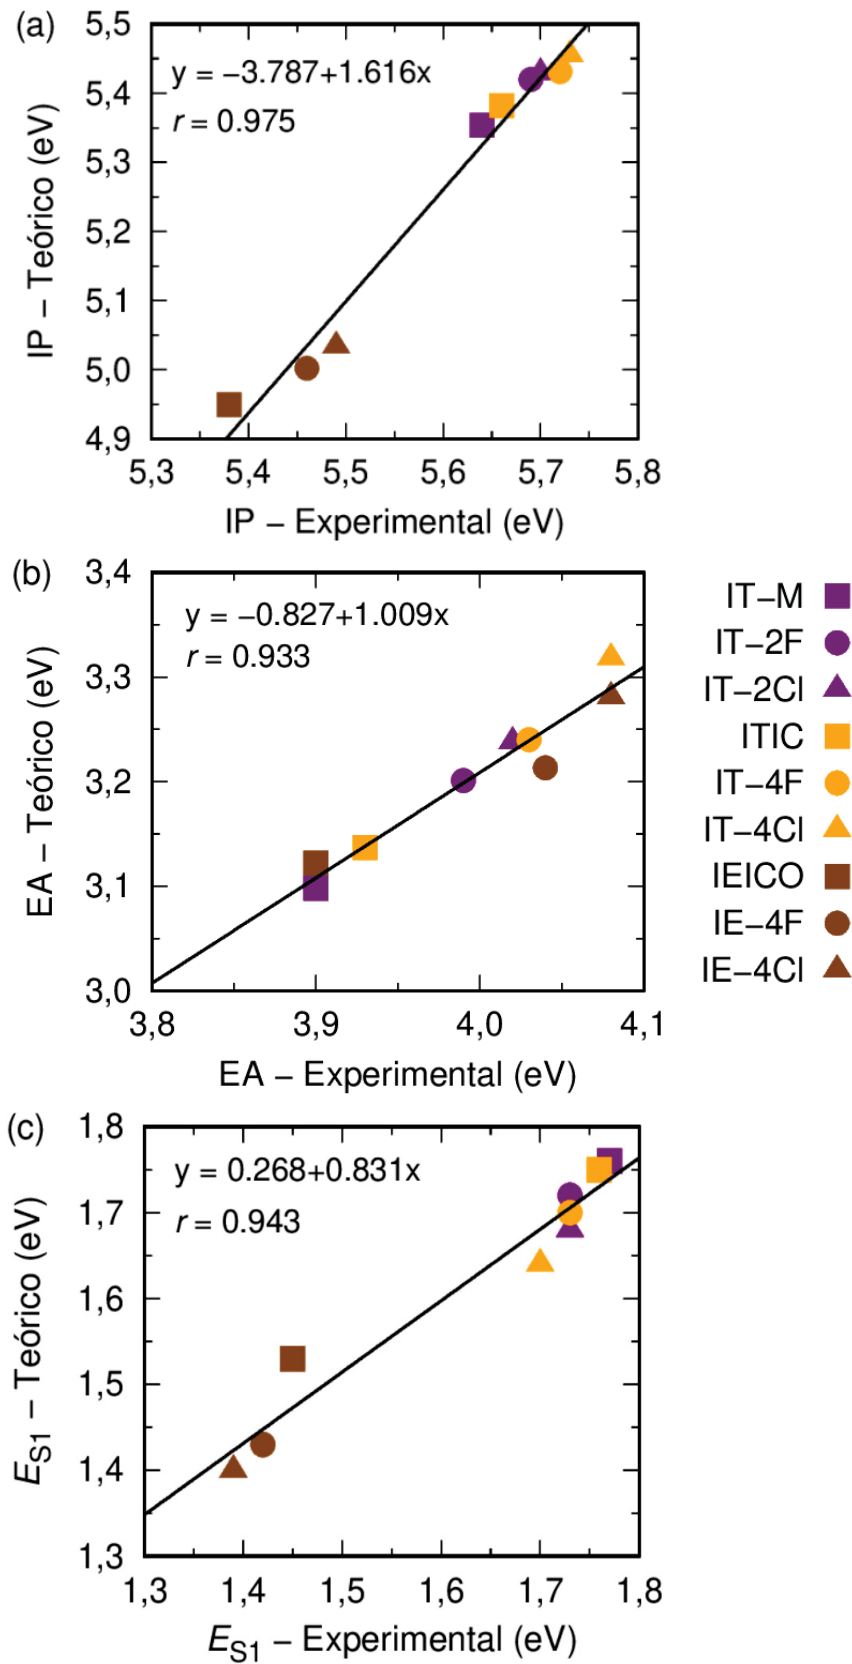 (a)
5,5
5,4
5,3
5,2
5,1
5,0
4,9
IP – Teórico (eV)
y = −3.787+1.616x
r = 0.975
5,3 5,4 5,5 5,6 5,7 5,8
IP – Experimental (eV)
(b)
3,4
3,3
3,2
3,1
3,0
EA – Teórico (eV)
y = −0.827+1.009x
r = 0.933
3,8 3,9 4,0 4,1
EA – Experimental (eV)
IT−M
IT−2F
IT−2Cl
ITIC
IT−4F
IT−4Cl
IEICO
IE−4F
IE−4Cl
(c)
1,8
1,7
1,6
1,5
1,4
1,3
E_S1 – Teórico (eV)
y = 0.268+0.831x
r = 0.943
1,3 1,4 1,5 1,6 1,7 1,8
E_S1 – Experimental (eV)